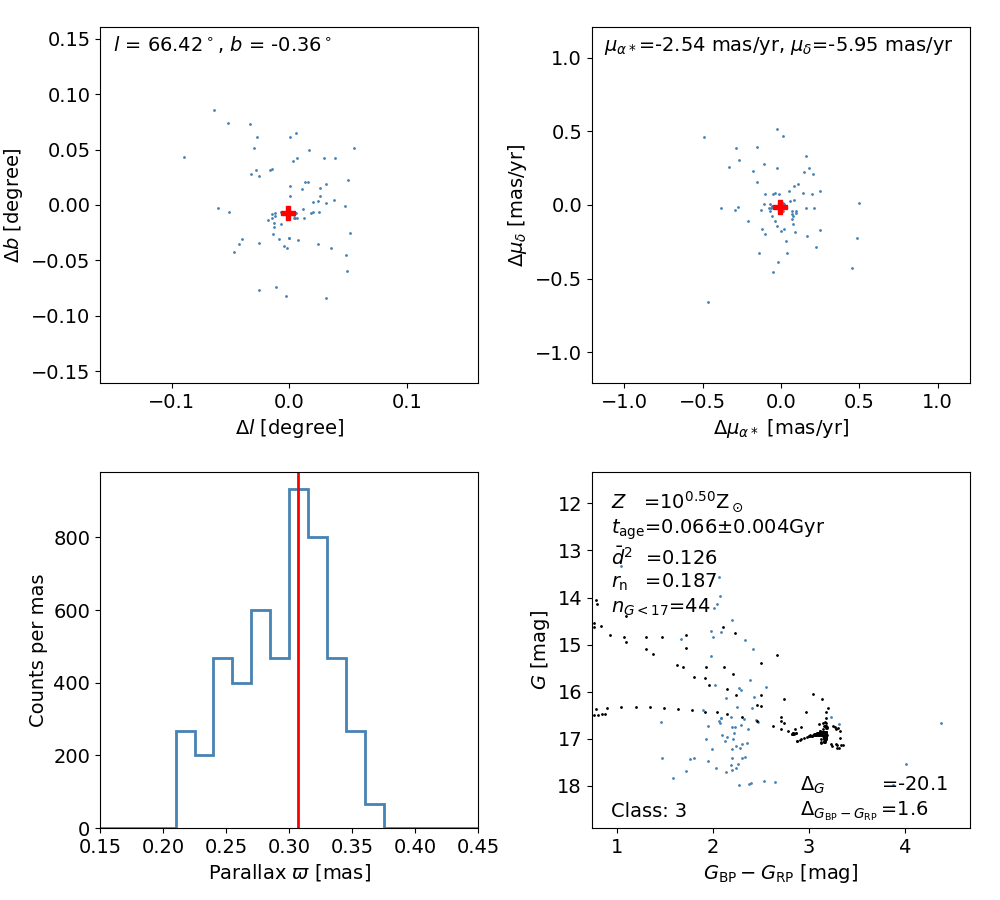 l = 66.42°, b = -0.36°
0.15
0.10
0.05
0.00
−0.05
−0.10
−0.15
Δb [degree]
−0.1
0.0
0.1
Δl [degree]
μα*=-2.54 mas/yr, μδ=-5.95 mas/yr
1.0
0.5
0.0
−0.5
−1.0
Δμδ [mas/yr]
−1.0
−0.5
0.0
0.5
1.0
Δμα* [mas/yr]
800
600
400
200
0
Counts per mas
0.15
0.20
0.25
0.30
0.35
0.40
0.45
Parallax ϖ [mas]
Z =10^0.50Z⊙
t_age=0.066±0.004Gyr
d̄² =0.126
r_n =0.187
n_G<17=44
12
13
14
15
16
17
18
G [mag]
Δ_G =-20.1
Δ_G_BP−G_RP =1.6
Class: 3
1
2
3
4
G_BP − G_RP [mag]